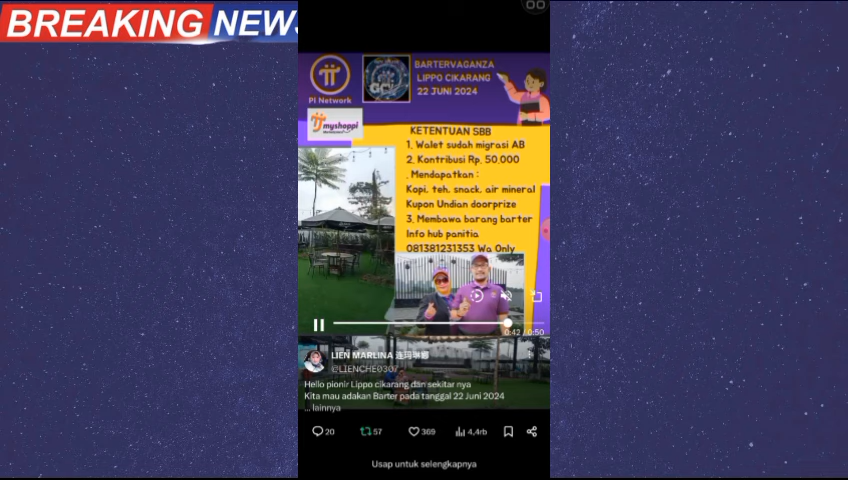 BREAKING NEWS
Pi Network
GCV
BARTERVAGANZA
LIPPO CIKARANG
22 JUNI 2024
myshoppi
KETENTUAN SBB
1. Wallet sudah migrasi AB
2. Kontribusi Rp. 50,000
. Mendapatkan :
Kopi, teh, snack, air mineral
Kupon Undian doorprize
3. Membawa barang barter
Info hub panitia
081381231353 Wa Only
0:42 / 0:50
LIEN MARLINA
@LIENCHE0307
Hello pionir Lippo cikarang dan sekitar nya
Kita mau adakan Barter pada tanggal 22 Juni 2024
... lainnya
20 57 369 4,4rb
Usap untuk selengkapnya